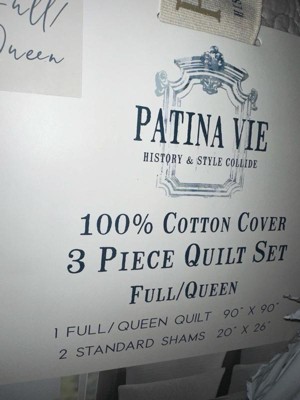 Full/
Queen
PATINA VIE
HISTORY & STYLE COLLIDE
100% COTTON COVER
3 PIECE QUILT SET
FULL/QUEEN
1 FULL/QUEEN QUILT 90" X 90"
2 STANDARD SHAMS 20" X 26"